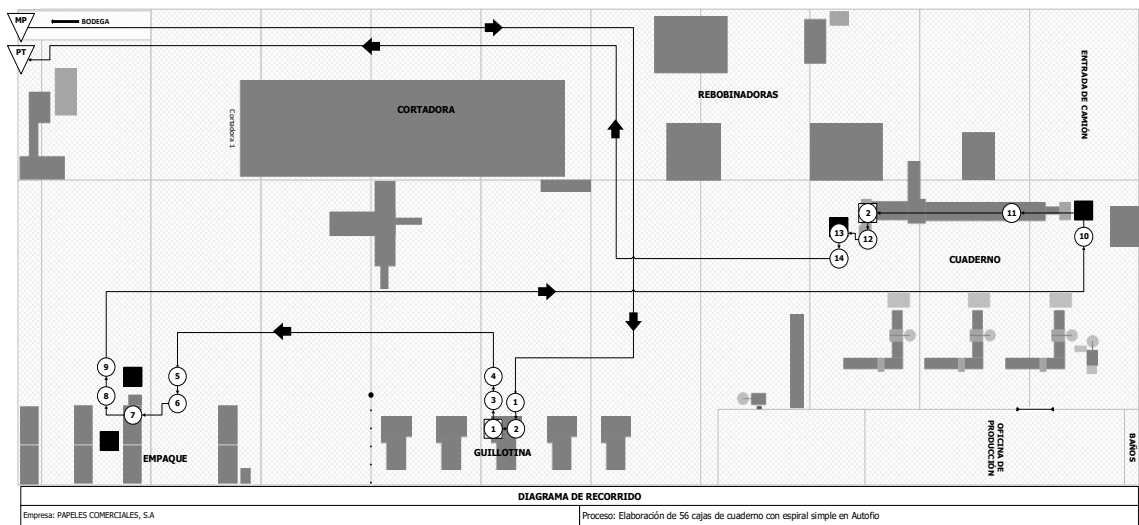 MP
BODEGA
PT
CORTADORA
Cortadora 1
REBOBINADORAS
ENTRADA DE CAMIÓN
2
11
10
13
12
14
CUADERNO
9
5
4
8
6
3
1
7
1
2
EMPAQUE
GUILLOTINA
OFICINA DE
PRODUCCIÓN
BAÑOS
DIAGRAMA DE RECORRIDO
Empresa: PAPELES COMERCIALES, S.A
Proceso: Elaboración de 56 cajas de cuaderno con espiral simple en Autofio